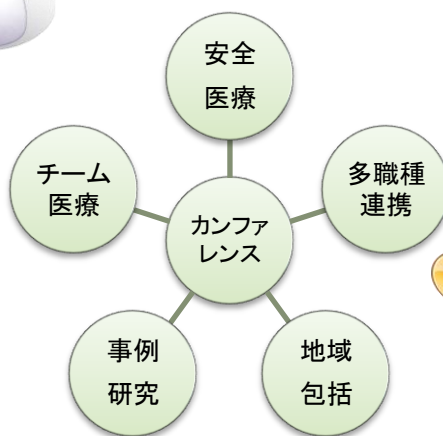 安全
医療
チーム
医療
多職種
連携
カンファ
レンス
事例
研究
地域
包括